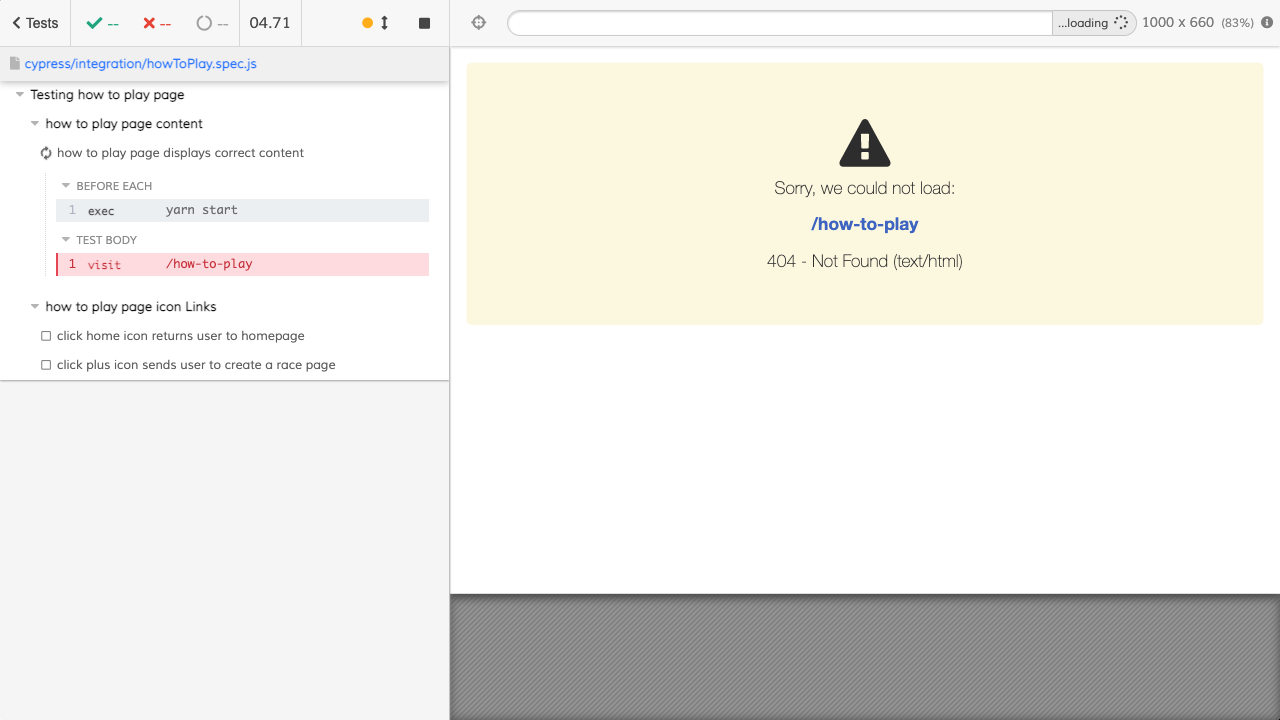 Tests -- -- -- 04.71
...loading 1000 x 660 (83%)
cypress/integration/howToPlay.spec.js
Testing how to play page
how to play page content
how to play page displays correct content
BEFORE EACH
1 exec yarn start
TEST BODY
1 visit /how-to-play
how to play page icon Links
click home icon returns user to homepage
click plus icon sends user to create a race page
Sorry, we could not load:
/how-to-play
404 - Not Found (text/html)